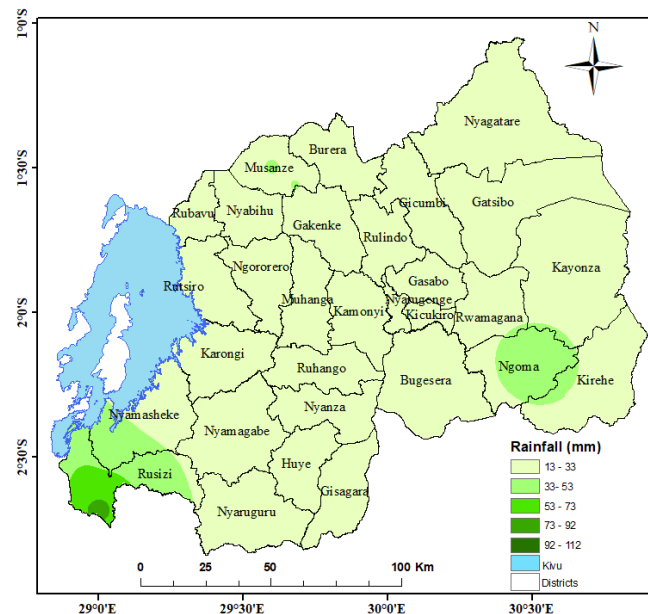 1°0'S
N
Nyagatare
Burera
1°30'S
Musanze
Gicumbi
Gatsibo
Rubavu
Nyabihu
Gakenke
Rulindo
Kayonza
Ngororero
Gasabo
Rutsiro
Muhanga
Nyarugenge
Kamonyi
Kicukiro
Rwamagana
2°0'S
Karongi
Ruhango
Bugesera
Ngoma
Kirehe
Nyamasheke
Nyanza
Nyamagabe
2°30'S
Rusizi
Huye
Gisagara
Nyaruguru
Rainfall (mm)
13 - 33
33- 53
53 - 73
73 - 92
92 - 112
Kivu
Districts
0 25 50 100 Km
29°0'E 29°30'E 30°0'E 30°30'E